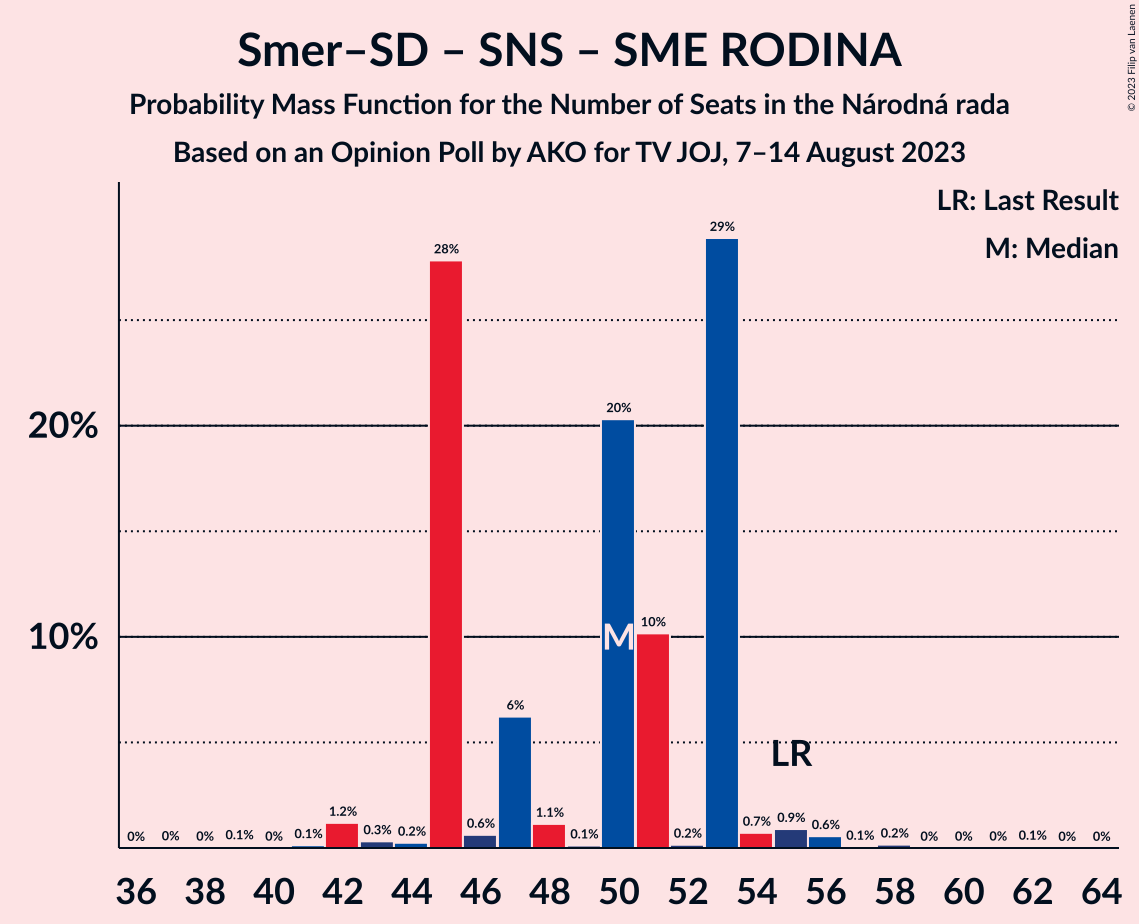 Smer–SD – SNS – SME RODINA
Probability Mass Function for the Number of Seats in the Národná rada
Based on an Opinion Poll by AKO for TV JOJ, 7–14 August 2023
© 2023 Filip van Laenen
LR: Last Result
M: Median
20%
10%
0% 0% 0% 0.1% 0% 0.1% 1.2% 0.3% 0.2% 28% 0.6% 6% 1.1% 0.1% 20% 10% 0.2% 29% 0.7% 0.9% 0.6% 0.1% 0.2% 0% 0% 0% 0.1% 0% 0%
M
LR
36 38 40 42 44 46 48 50 52 54 56 58 60 62 64